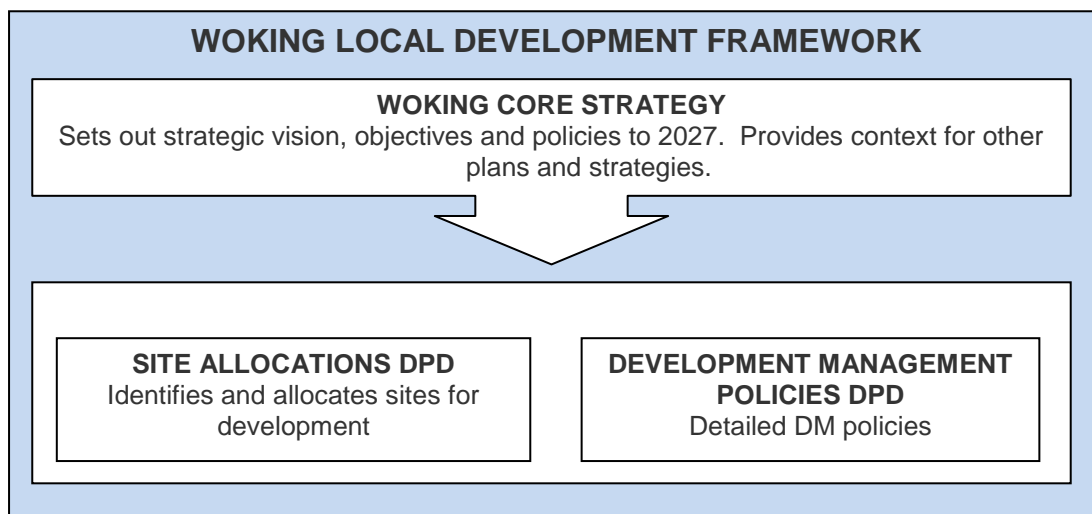 WOKING LOCAL DEVELOPMENT FRAMEWORK
WOKING CORE STRATEGY
Sets out strategic vision, objectives and policies to 2027.  Provides context for other
plans and strategies.
SITE ALLOCATIONS DPD
Identifies and allocates sites for
development
DEVELOPMENT MANAGEMENT
POLICIES DPD
Detailed DM policies